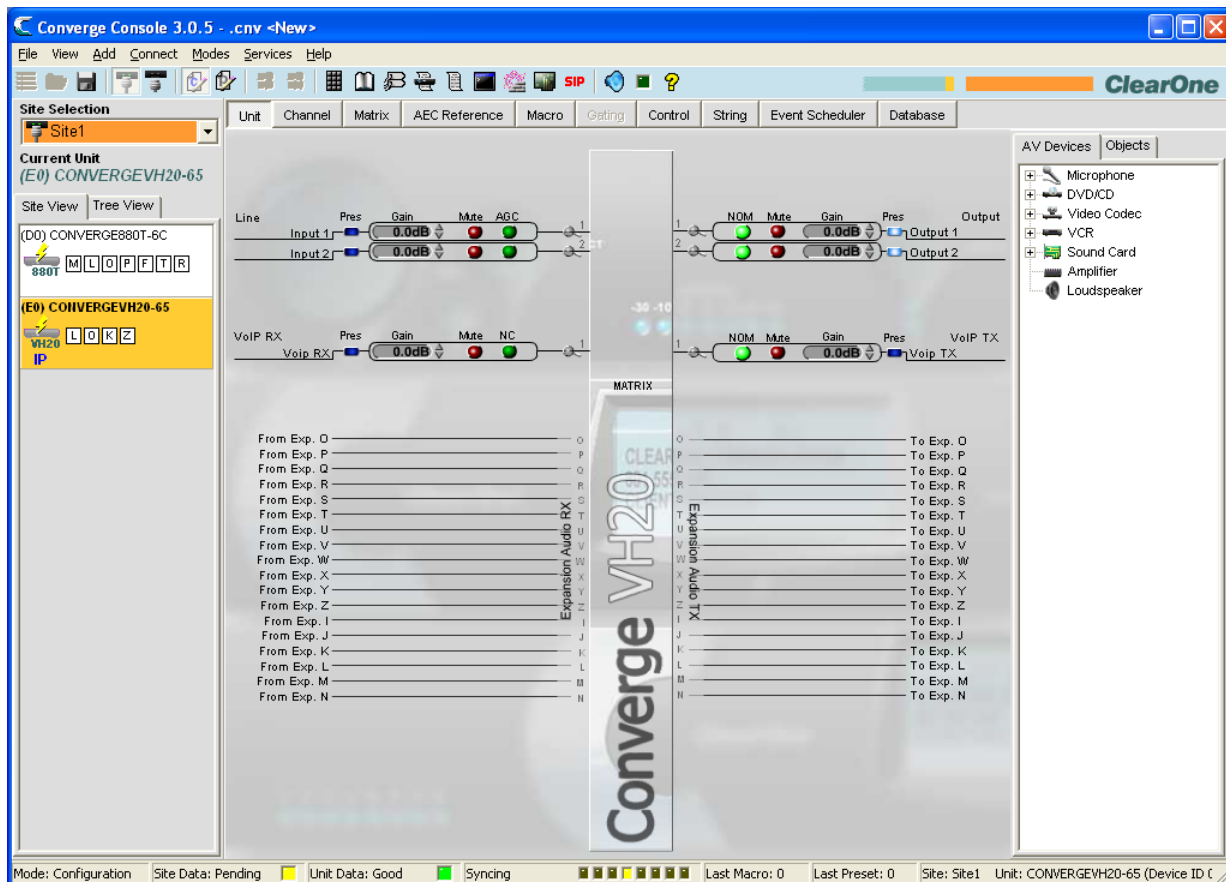 Converge Console 3.0.5 - .cnv <New>
File View Add Connect Modes Services Help
SIP
ClearOne
Site Selection
Site1
Current Unit
(E0) CONVERGEVH20-65
Site View Tree View
(D0) CONVERGE880T-6C
880T M L O P F T R
(E0) CONVERGEVH20-65
VH20 L O K Z
IP
Unit Channel Matrix AEC Reference Macro Gating Control String Event Scheduler Database
Line Pres Gain Mute AGC
Input 1 0.0dB 1
Input 2 0.0dB 2
NOM Mute Gain Pres Output
1 0.0dB Output 1
2 0.0dB Output 2
-30 -10
VoIP RX Pres Gain Mute NC
Voip RX 0.0dB 1
NOM Mute Gain Pres VoIP TX
1 0.0dB Voip TX
MATRIX
From Exp. O O O To Exp. O
From Exp. P P P To Exp. P
From Exp. Q Q Q To Exp. Q
From Exp. R R R To Exp. R
From Exp. S S S To Exp. S
From Exp. T T T To Exp. T
From Exp. U U U To Exp. U
From Exp. V V V To Exp. V
From Exp. W W W To Exp. W
From Exp. X X X To Exp. X
From Exp. Y Y Y To Exp. Y
From Exp. Z Z Z To Exp. Z
From Exp. I I I To Exp. I
From Exp. J J J To Exp. J
From Exp. K K K To Exp. K
From Exp. L L L To Exp. L
From Exp. M M M To Exp. M
From Exp. N N N To Exp. N
Expansion Audio RX
Converge VH20
Expansion Audio TX
AV Devices Objects
Microphone
DVD/CD
Video Codec
VCR
Sound Card
Amplifier
Loudspeaker
Mode: Configuration Site Data: Pending Unit Data: Good Syncing Last Macro: 0 Last Preset: 0 Site: Site1 Unit: CONVERGEVH20-65 (Device ID (